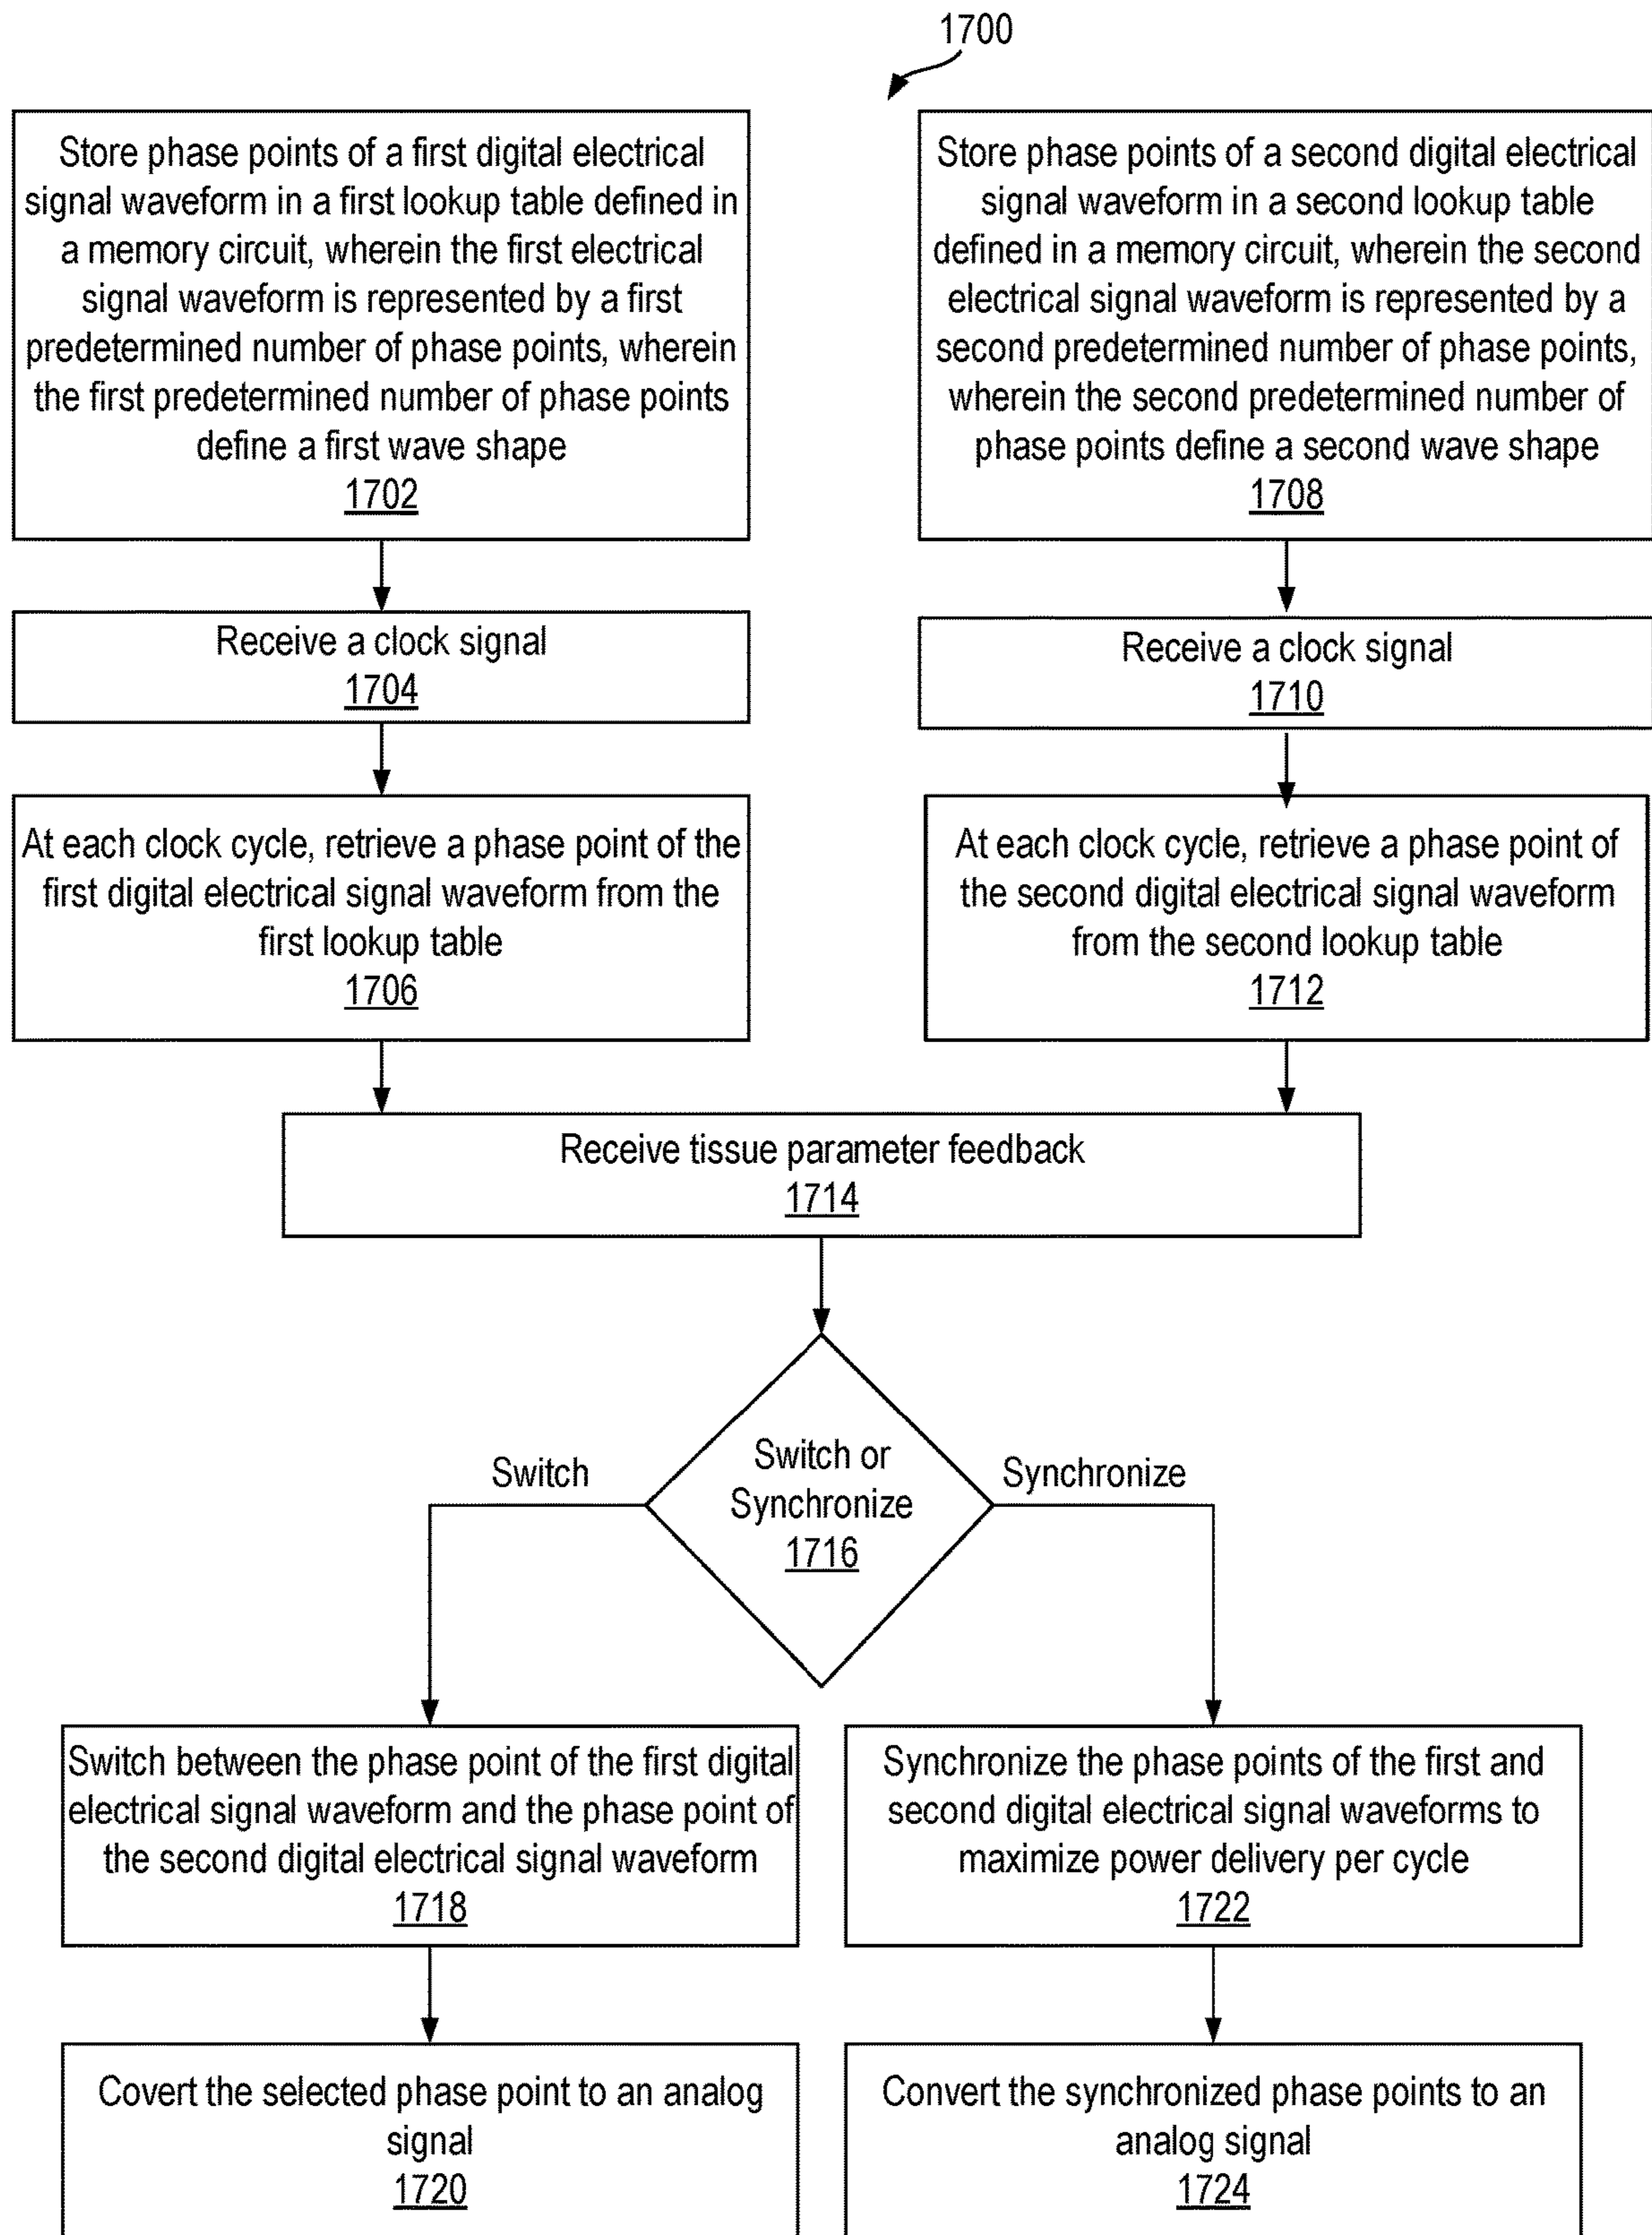 1700
Store phase points of a first digital electrical
signal waveform in a first lookup table defined in
a memory circuit, wherein the first electrical
signal waveform is represented by a first
predetermined number of phase points, wherein
the first predetermined number of phase points
define a first wave shape
1702
Store phase points of a second digital electrical
signal waveform in a second lookup table
defined in a memory circuit, wherein the second
electrical signal waveform is represented by a
second predetermined number of phase points,
wherein the second predetermined number of
phase points define a second wave shape
1708
Receive a clock signal
1704
Receive a clock signal
1710
At each clock cycle, retrieve a phase point of the
first digital electrical signal waveform from the
first lookup table
1706
At each clock cycle, retrieve a phase point of
the second digital electrical signal waveform
from the second lookup table
1712
Receive tissue parameter feedback
1714
Switch or
Synchronize
1716
Switch
Synchronize
Switch between the phase point of the first digital
electrical signal waveform and the phase point of
the second digital electrical signal waveform
1718
Synchronize the phase points of the first and
second digital electrical signal waveforms to
maximize power delivery per cycle
1722
Covert the selected phase point to an analog
signal
1720
Convert the synchronized phase points to an
analog signal
1724